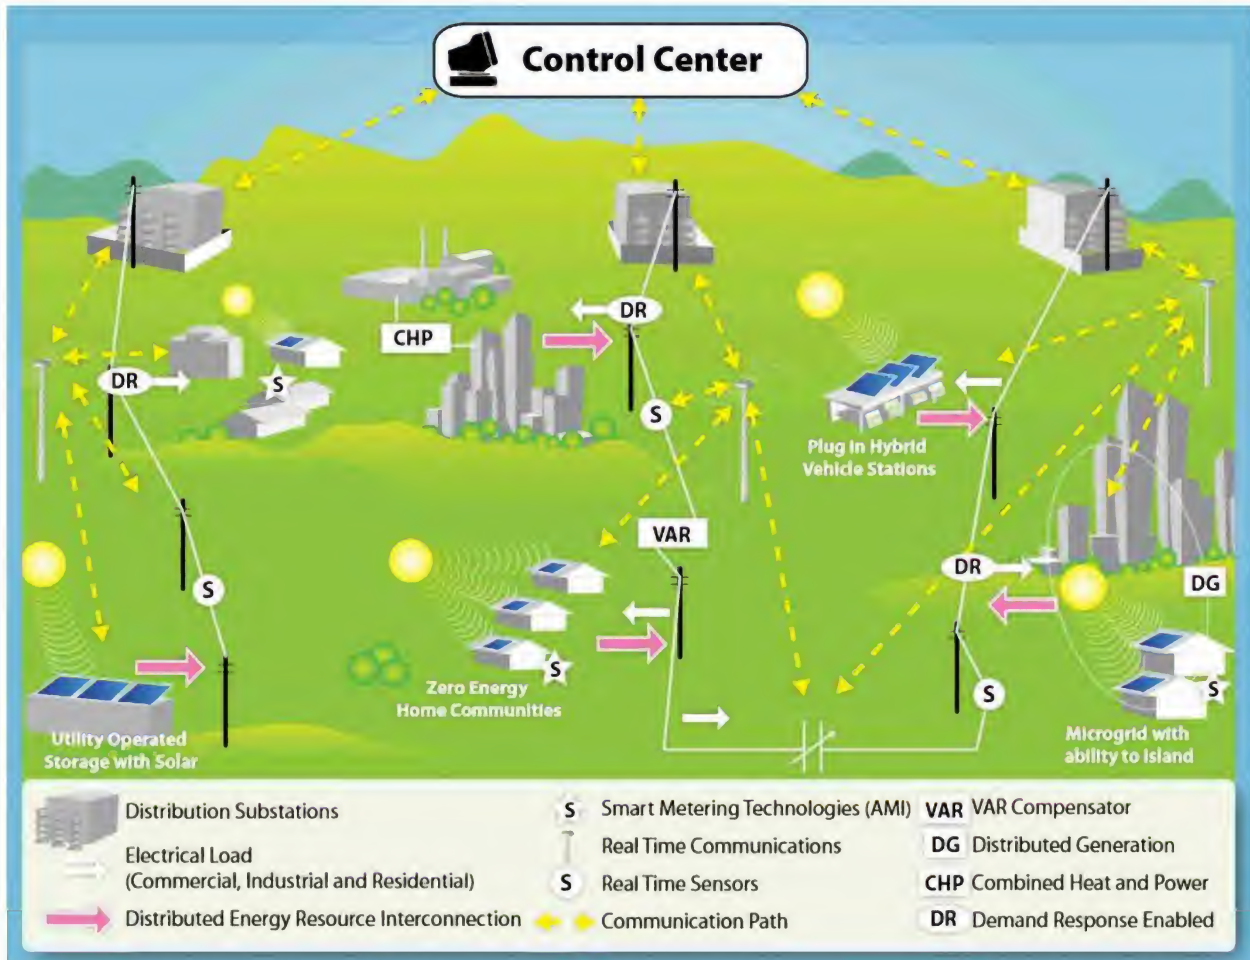 Control Center
DR
CHP
DR
S
S
Plug in Hybrid
Vehicle Stations
VAR
S
DR
DG
S
Zero Energy
Home Communities
S
S
Utility Operated
Storage with Solar
Microgrid with
ability to island
Distribution Substations
Electrical Load
(Commercial, Industrial and Residential)
Distributed Energy Resource Interconnection
S Smart Metering Technologies (AMI)
Real Time Communications
S Real Time Sensors
Communication Path
VAR VAR Compensator
DG Distributed Generation
CHP Combined Heat and Power
DR Demand Response Enabled